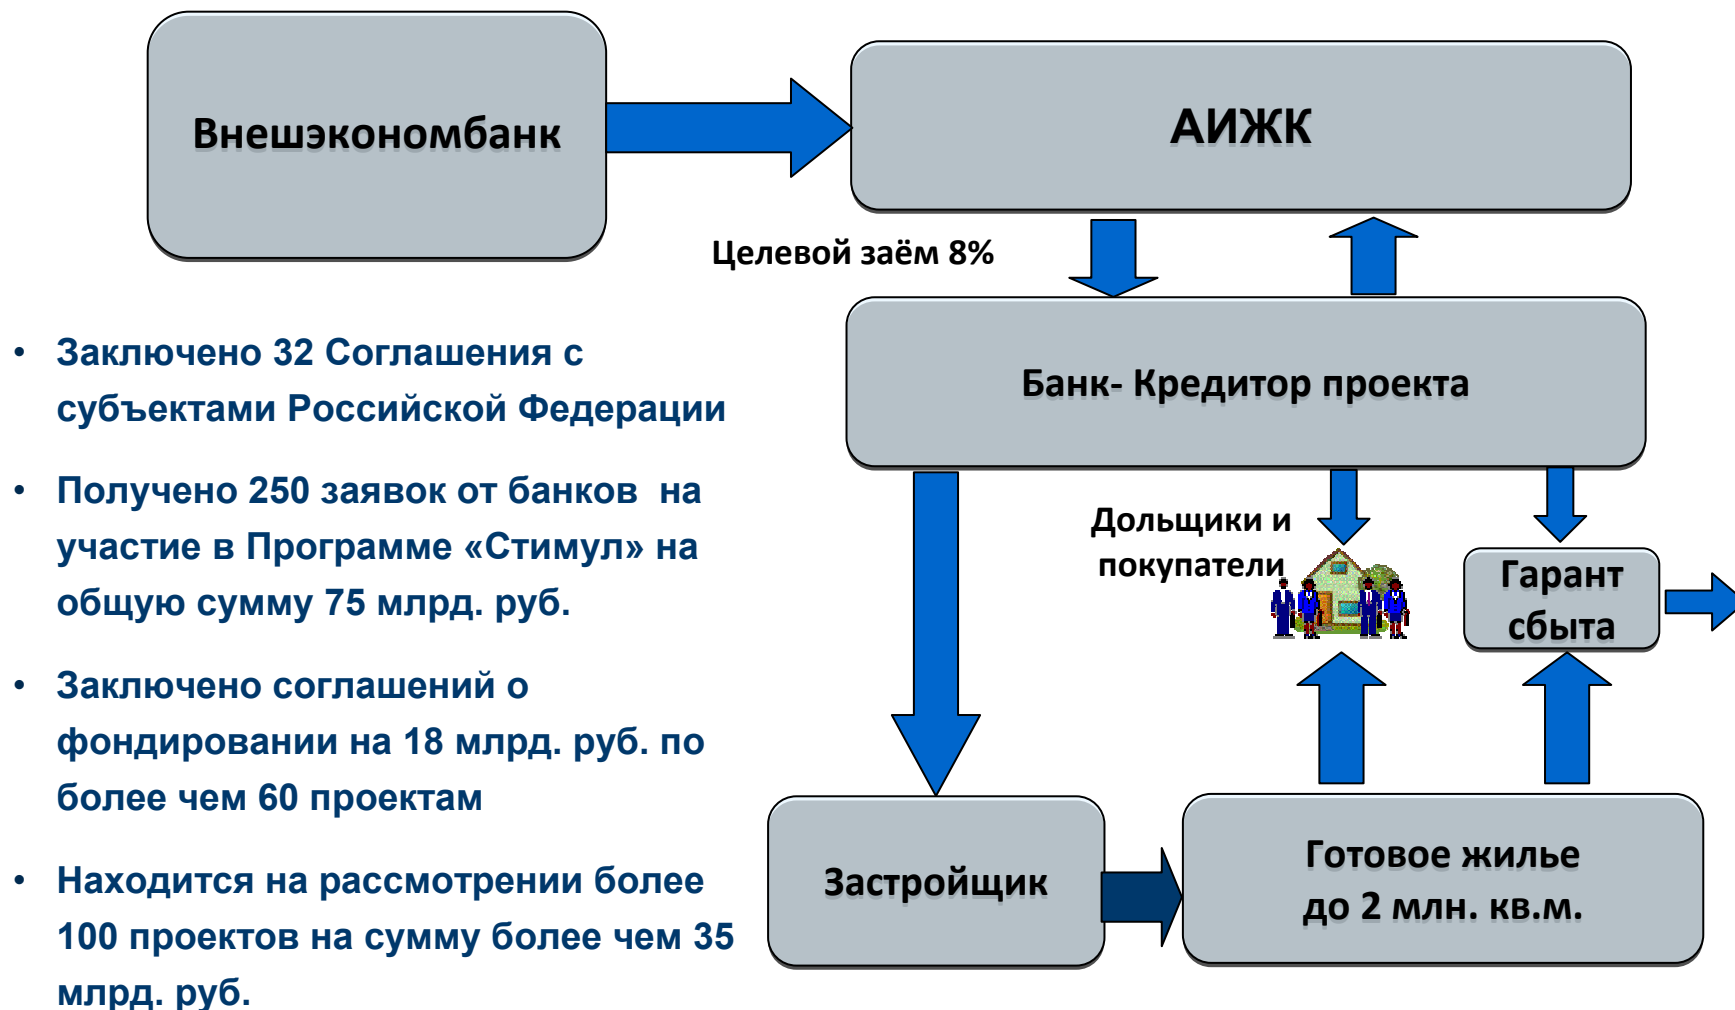 Внешэкономбанк
АИЖК
Целевой заём 8%
Банк- Кредитор проекта
• Заключено 32 Соглашения с
субъектами Российской Федерации
• Получено 250 заявок от банков на
участие в Программе «Стимул» на
общую сумму 75 млрд. руб.
• Заключено соглашений о
фондировании на 18 млрд. руб. по
более чем 60 проектам
• Находится на рассмотрении более
100 проектов на сумму более чем 35
млрд. руб.
Дольщики и
покупатели
Гарант
сбыта
Застройщик
Готовое жилье
до 2 млн. кв.м.